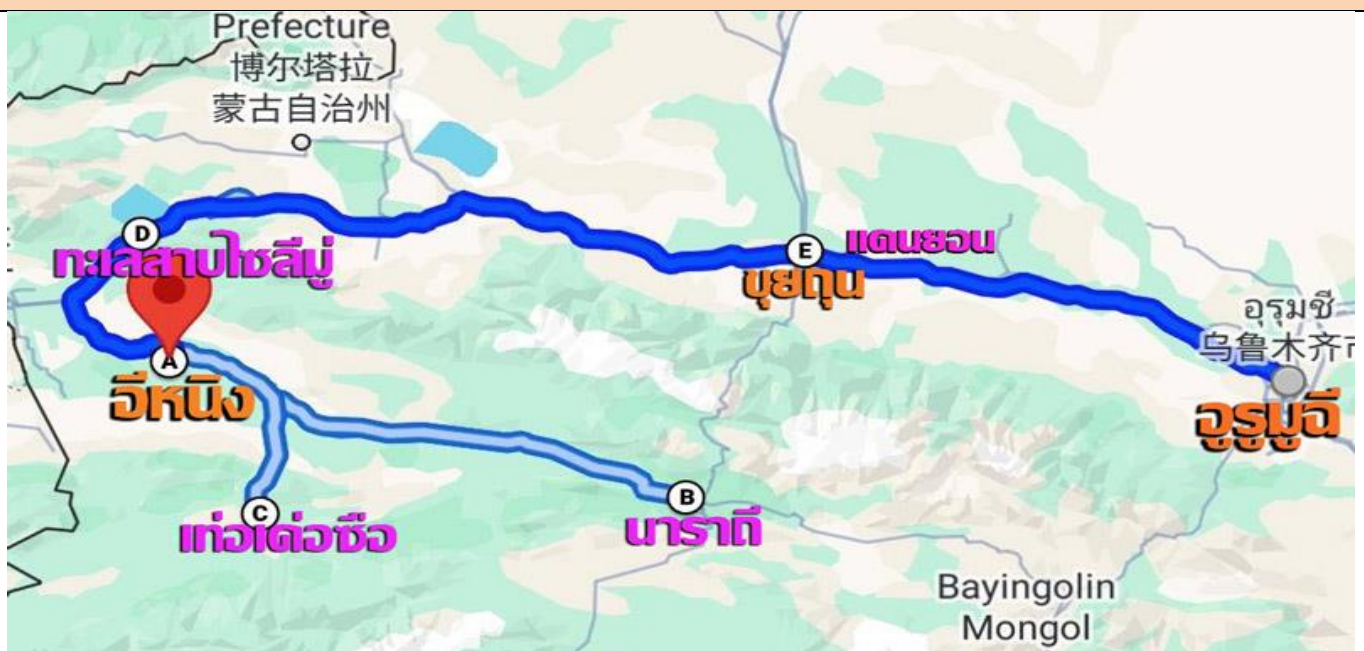 Prefecture
博尔塔拉
蒙古自治州
D
ทะเลสาบไซลีมู่
E
แคนยอน
ขุยถุน
อุรุมชี
乌鲁木齐市
A
อีหนิง
อูรูมูฉี
B
C
นาราถี
เท่อเค่อซือ
Bayingolin
Mongol